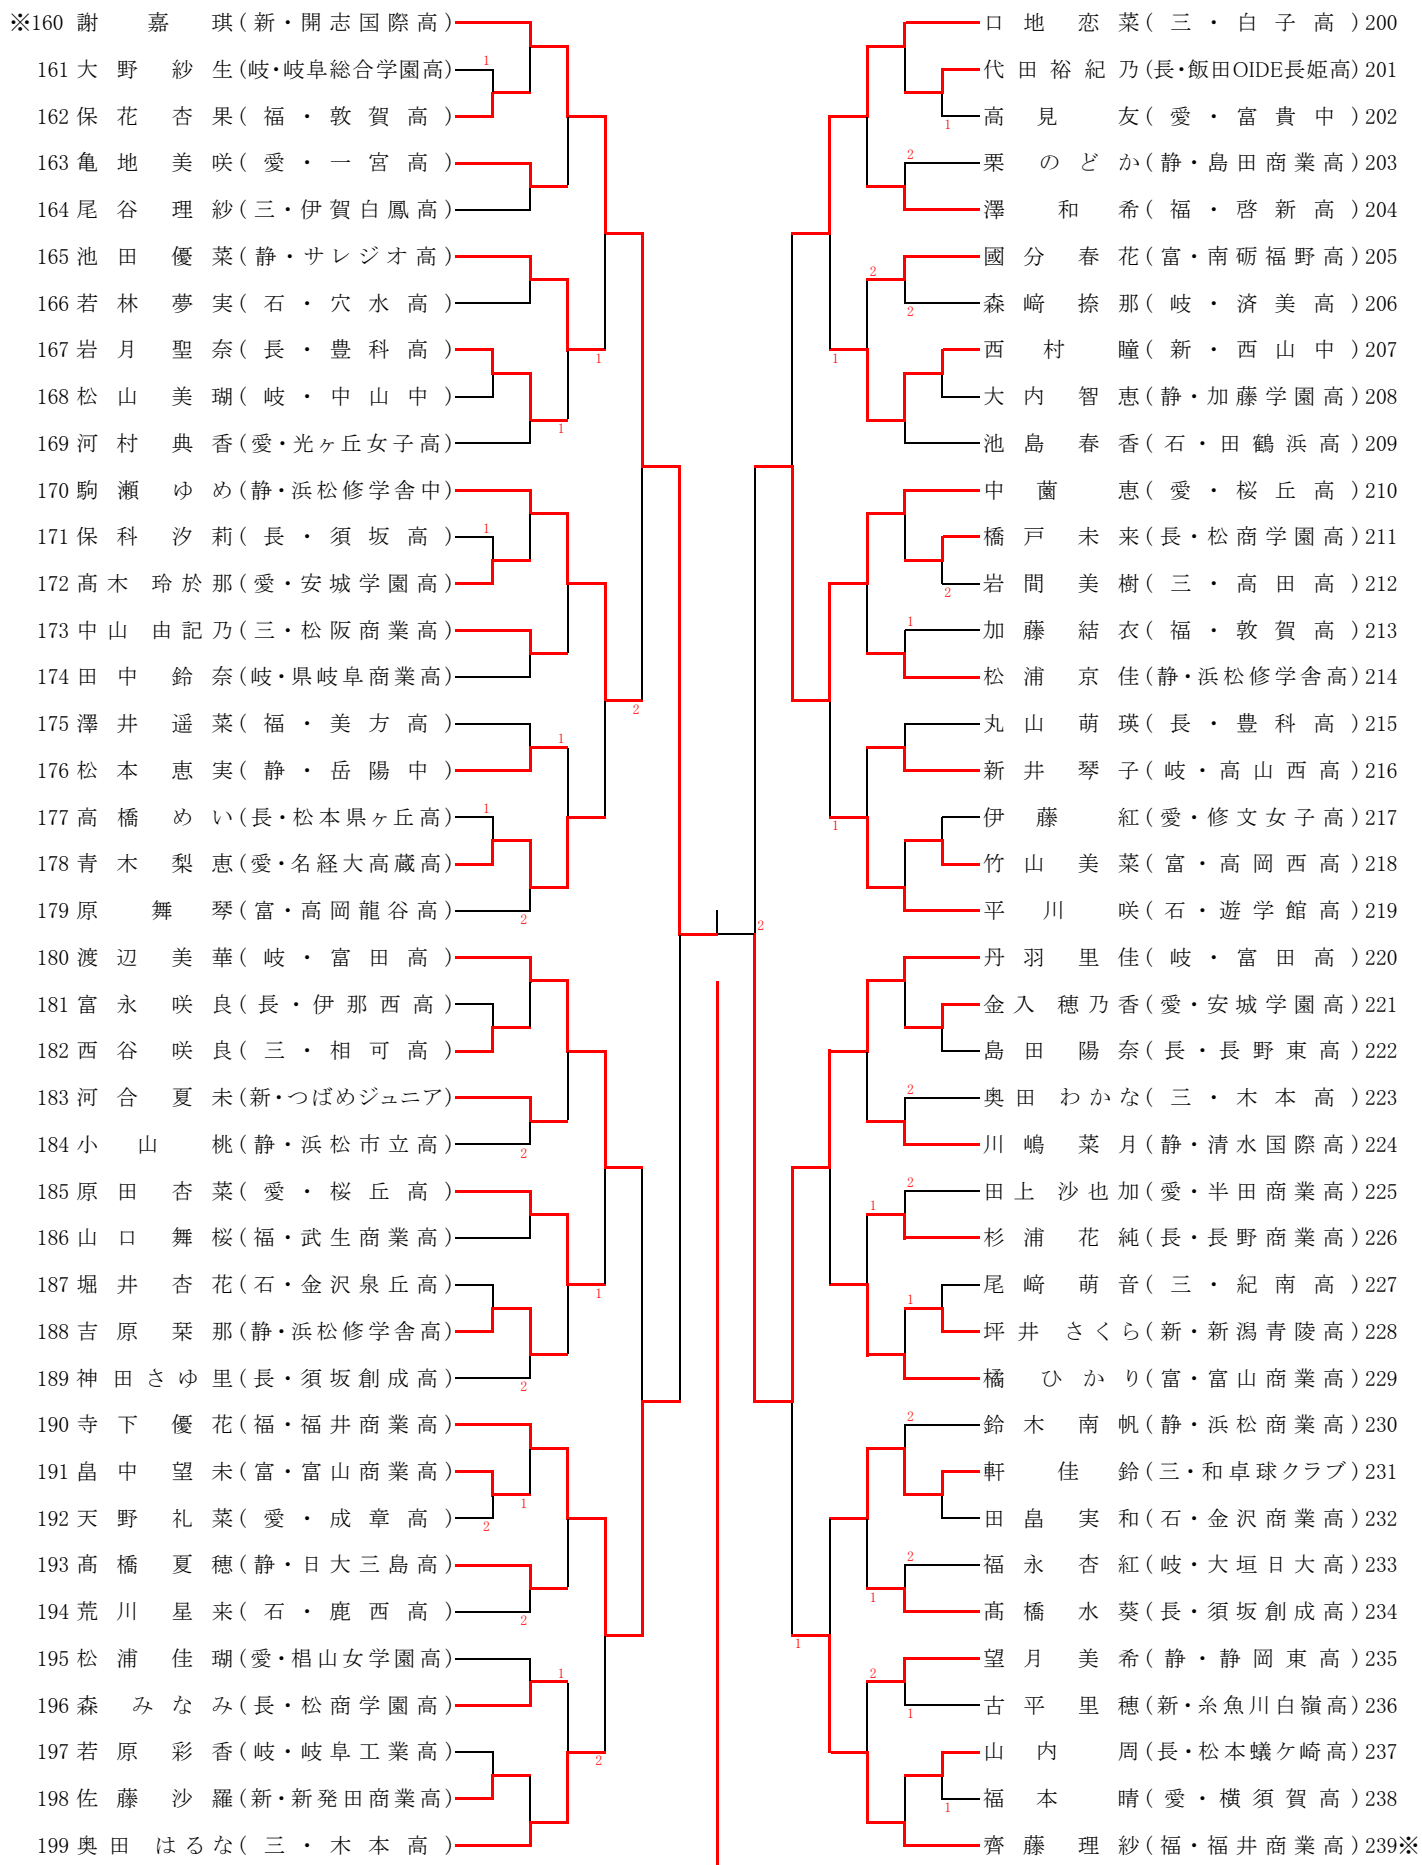 ※160 謝 嘉 琪(新・開志国際高)
161 大野 紗生(岐・岐阜総合学園高)
162 保花 杏果(福・敦賀高)
163 亀地 美咲(愛・一宮高)
164 尾谷 理紗(三・伊賀白鳳高)
165 池田 優菜(静・サレジオ高)
166 若林 夢実(石・穴水高)
167 岩月 聖奈(長・豊科高)
168 松山 美瑚(岐・中山中)
169 河村 典香(愛・光ヶ丘女子高)
170 駒瀬 ゆめ(静・浜松修学舎中)
171 保科 汐莉(長・須坂高)
172 髙木 玲於那(愛・安城学園高)
173 中山 由記乃(三・松阪商業高)
174 田中 鈴奈(岐・県岐阜商業高)
175 澤井 遥菜(福・美方高)
176 松本 恵実(静・岳陽中)
177 高橋 めい(長・松本県ヶ丘高)
178 青木 梨恵(愛・名経大高蔵高)
179 原 舞琴(富・高岡龍谷高)
180 渡辺 美華(岐・富田高)
181 富永 咲良(長・伊那西高)
182 西谷 咲良(三・相可高)
183 河合 夏未(新・つばめジュニア)
184 小山 桃(静・浜松市立高)
185 原田 杏菜(愛・桜丘高)
186 山口 舞桜(福・武生商業高)
187 堀井 杏花(石・金沢泉丘高)
188 吉原 栞那(静・浜松修学舎高)
189 神田 さゆ里(長・須坂創成高)
190 寺下 優花(福・福井商業高)
191 畠中 望未(富・富山商業高)
192 天野 礼菜(愛・成章高)
193 髙橋 夏穂(静・日大三島高)
194 荒川 星来(石・鹿西高)
195 松浦 佳瑚(愛・椙山女学園高)
196 森 みなみ(長・松商学園高)
197 若原 彩香(岐・岐阜工業高)
198 佐藤 沙羅(新・新発田商業高)
199 奥田 はるな(三・木本高)
口地 恋菜(三・白子高)200
代田 裕紀乃(長・飯田OIDE長姫高)201
高見 友(愛・富貴中)202
栗 のどか(静・島田商業高)203
澤 和希(福・啓新高)204
國分 春花(富・南砺福野高)205
森﨑 捺那(岐・済美高)206
西村 瞳(新・西山中)207
大内 智恵(静・加藤学園高)208
池島 春香(石・田鶴浜高)209
中薗 恵(愛・桜丘高)210
橋戸 未来(長・松商学園高)211
岩間 美樹(三・高田高)212
加藤 結衣(福・敦賀高)213
松浦 京佳(静・浜松修学舎高)214
丸山 萌瑛(長・豊科高)215
新井 琴子(岐・高山西高)216
伊藤 紅(愛・修文女子高)217
竹山 美菜(富・高岡西高)218
平川 咲(石・遊学館高)219
丹羽 里佳(岐・富田高)220
金入 穂乃香(愛・安城学園高)221
島田 陽奈(長・長野東高)222
奥田 わかな(三・木本高)223
川嶋 菜月(静・清水国際高)224
田上 沙也加(愛・半田商業高)225
杉浦 花純(長・長野商業高)226
尾﨑 萌音(三・紀南高)227
坪井 さくら(新・新潟青陵高)228
橘 ひかり(富・富山商業高)229
鈴木 南帆(静・浜松商業高)230
軒 佳鈴(三・和卓球クラブ)231
田畠 実和(石・金沢商業高)232
福永 杏紅(岐・大垣日大高)233
髙橋 水葵(長・須坂創成高)234
望月 美希(静・静岡東高)235
古平 里穂(新・糸魚川白嶺高)236
山内 周(長・松本蟻ケ崎高)237
福本 晴(愛・横須賀高)238
齊藤 理紗(福・福井商業高)239※